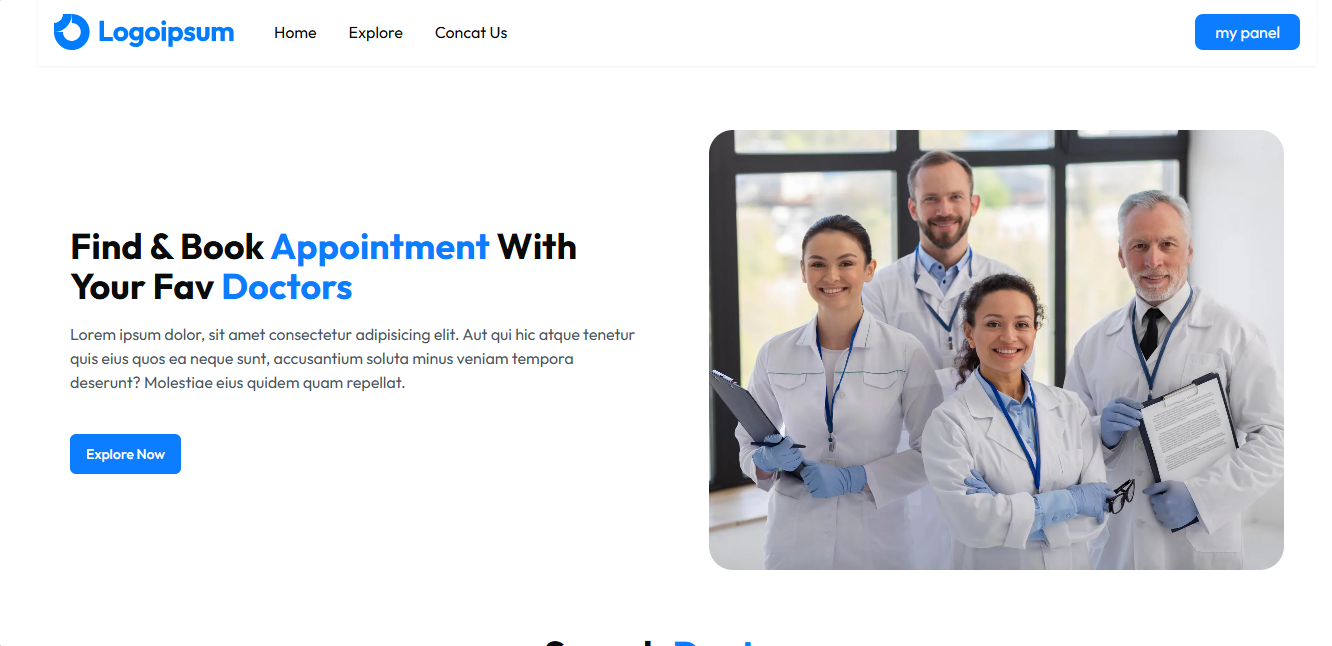 Logoipsum
Home
Explore
Concat Us
my panel
Find & Book Appointment With
Your Fav Doctors
Lorem ipsum dolor, sit amet consectetur adipisicing elit. Aut qui hic atque tenetur
quis eius quos ea neque sunt, accusantium soluta minus veniam tempora
deserunt? Molestiae eius quidem quam repellat.
Explore Now